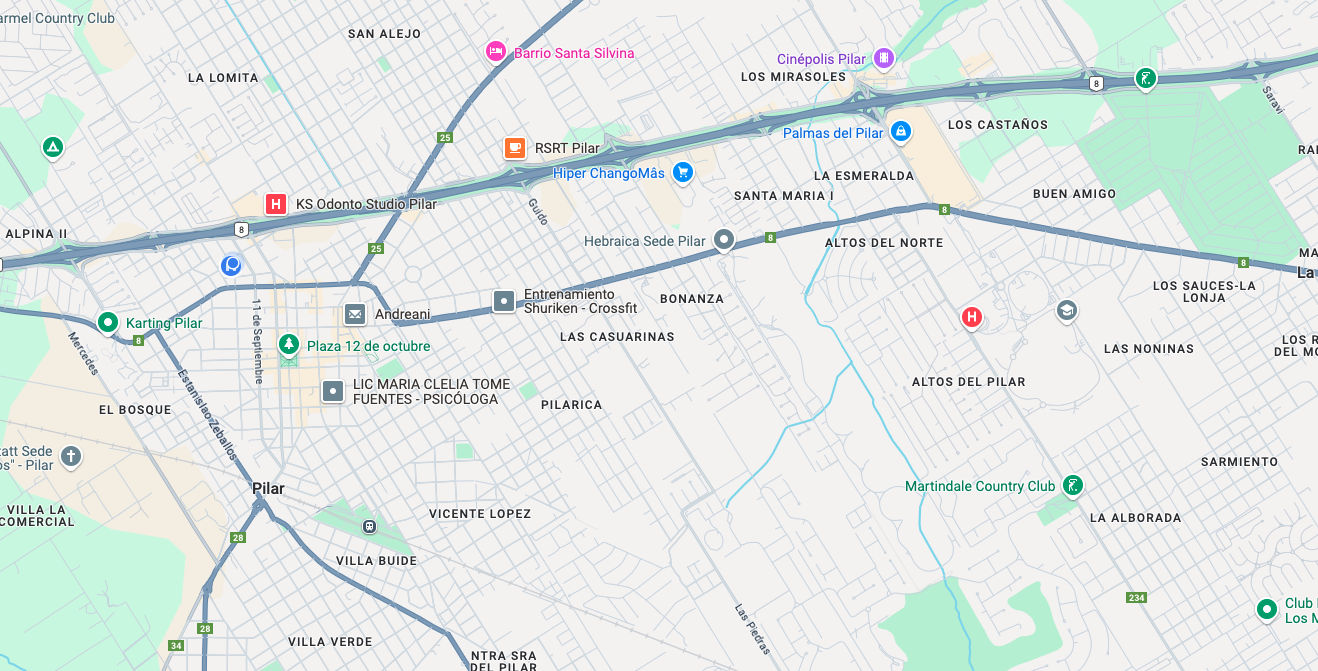 armel Country Club
SAN ALEJO
Barrio Santa Silvina
Cinépolis Pilar
LA LOMITA
LOS MIRASOLES
8
Saravi
25
RSRT Pilar
Palmas del Pilar
LOS CASTAÑOS
Hiper ChangoMâs
LA ESMERALDA
RA
SANTA MARIA I
BUEN AMIGO
H
KS Odonto Studio Pilar
Guido
8
8
ALPINA II
25
Hebraica Sede Pilar
8
ALTOS DEL NORTE
MA
8
La
LOS SAUCES-LA
LONJA
Entrenamiento
Shuriken - Crossfit
BONANZA
11 de Septiembre
Andreani
H
Karting Pilar
8
Mercedes
Plaza 12 de octubre
LAS CASUARINAS
LAS NONINAS
LOS R
DEL MO
Estanislao Zeballos
LIC MARIA CLELIA TOME
FUENTES - PSICÓLOGA
ALTOS DEL PILAR
EL BOSQUE
PILARICA
tatt Sede
os" - Pilar
SARMIENTO
Pilar
Martindale Country Club
VILLA LA
COMERCIAL
VICENTE LOPEZ
LA ALBORADA
28
VILLA BUIDE
234
Club
Los M
Las Piedras
28
34
VILLA VERDE
NTRA SRA
DEL PILAR